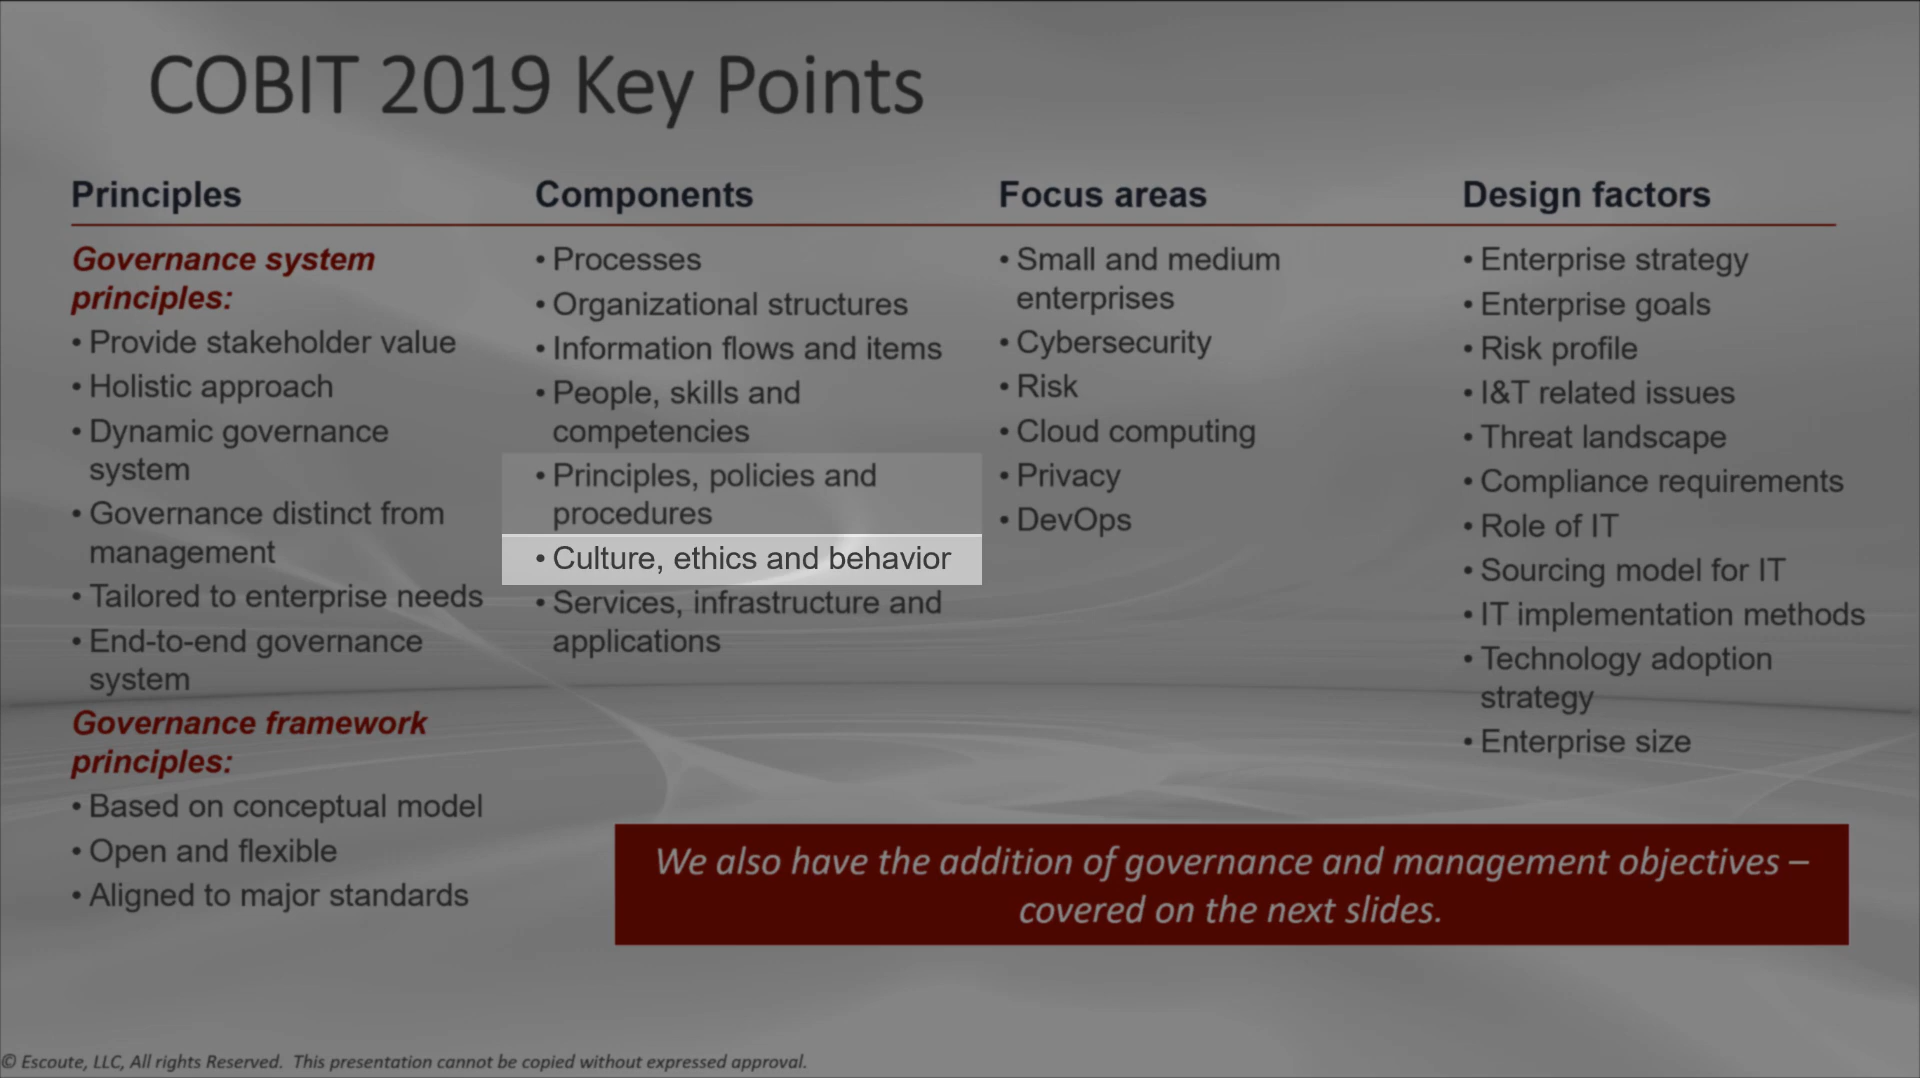 COBIT 2019 Key Points
Principles
Governance system
principles:
• Provide stakeholder value
• Holistic approach
• Dynamic governance
system
• Governance distinct from
management
• Tailored to enterprise needs
• End-to-end governance
system
Governance framework
principles:
• Based on conceptual model
• Open and flexible
• Aligned to major standards
Components
• Processes
• Organizational structures
• Information flows and items
• People, skills and
competencies
• Principles, policies and
procedures
• Culture, ethics and behavior
• Services, infrastructure and
applications
Focus areas
• Small and medium
enterprises
• Cybersecurity
• Risk
• Cloud computing
• Privacy
• DevOps
Design factors
• Enterprise strategy
• Enterprise goals
• Risk profile
• I&T related issues
• Threat landscape
• Compliance requirements
• Role of IT
• Sourcing model for IT
• IT implementation methods
• Technology adoption
strategy
• Enterprise size
We also have the addition of governance and management objectives –
covered on the next slides.
© Escoute, LLC, All rights Reserved. This presentation cannot be copied without expressed approval.